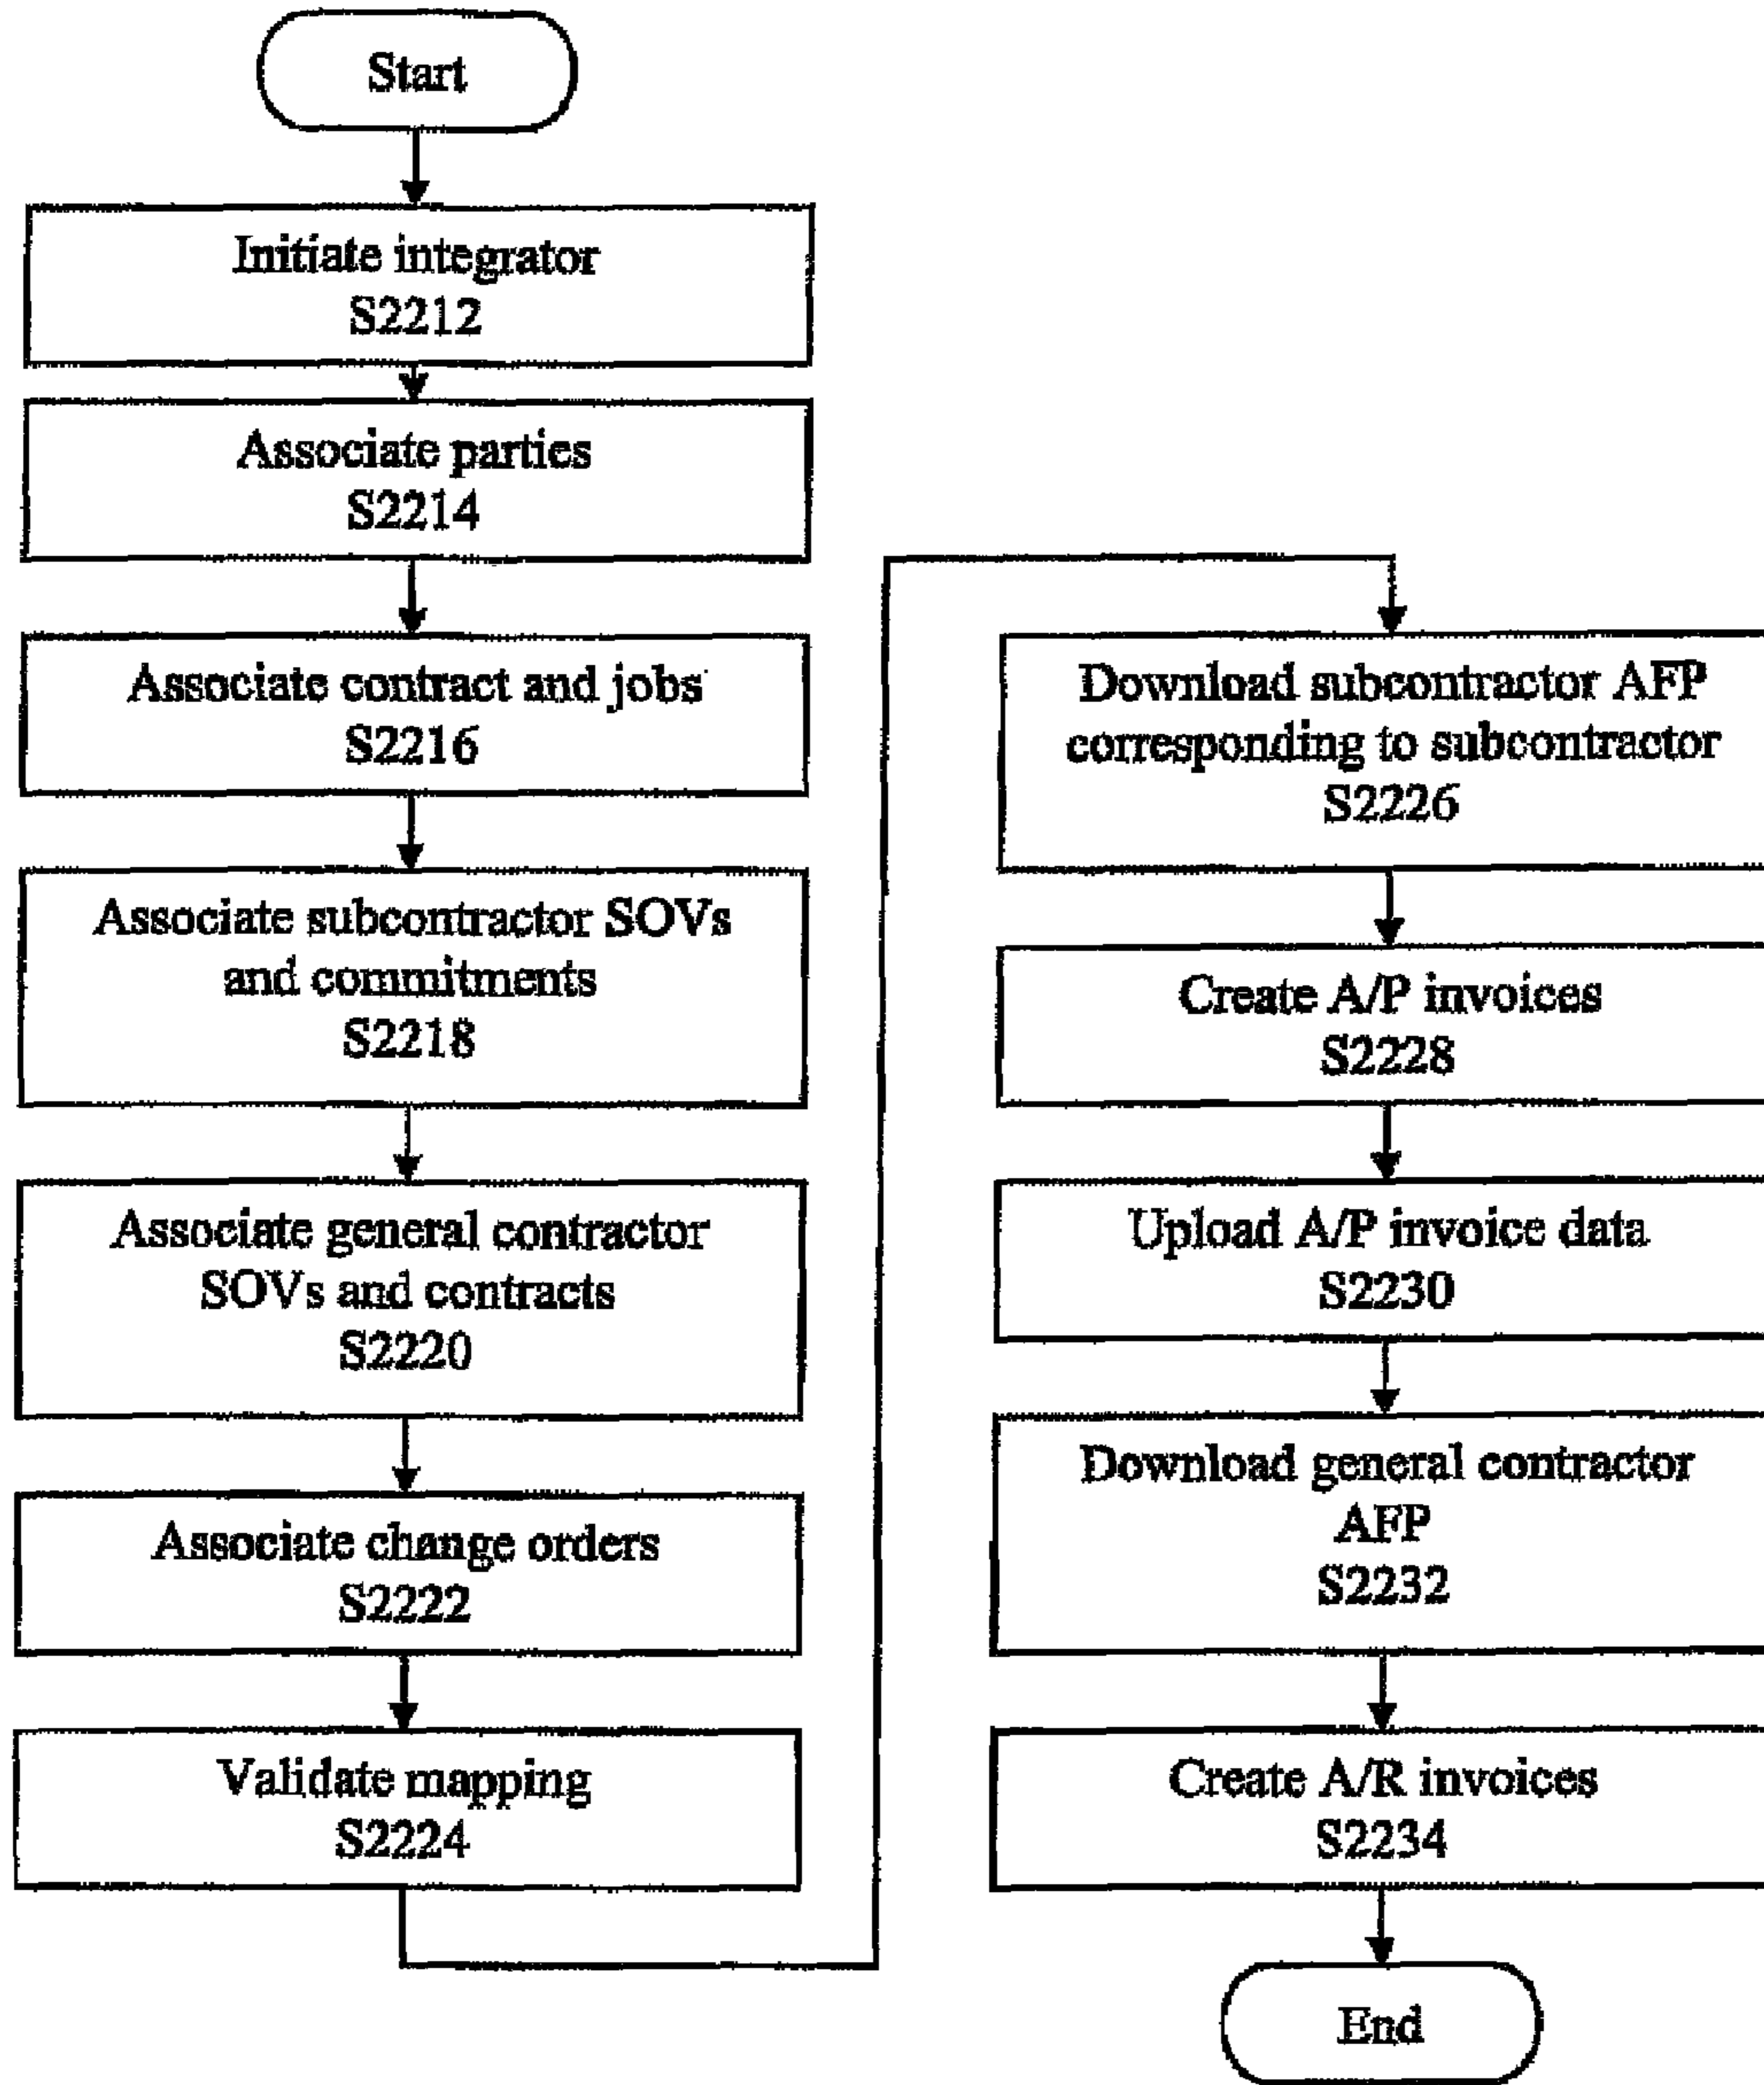 Start
Initiate integrator
S2212
Associate parties
S2214
Associate contract and jobs
S2216
Associate subcontractor SOVs
and commitments
S2218
Associate general contractor
SOVs and contracts
S2220
Associate change orders
S2222
Validate mapping
S2224
Download subcontractor AFP
corresponding to subcontractor
S2226
Create A/P invoices
S2228
Upload A/P invoice data
S2230
Download general contractor
AFP
S2232
Create A/R invoices
S2234
End